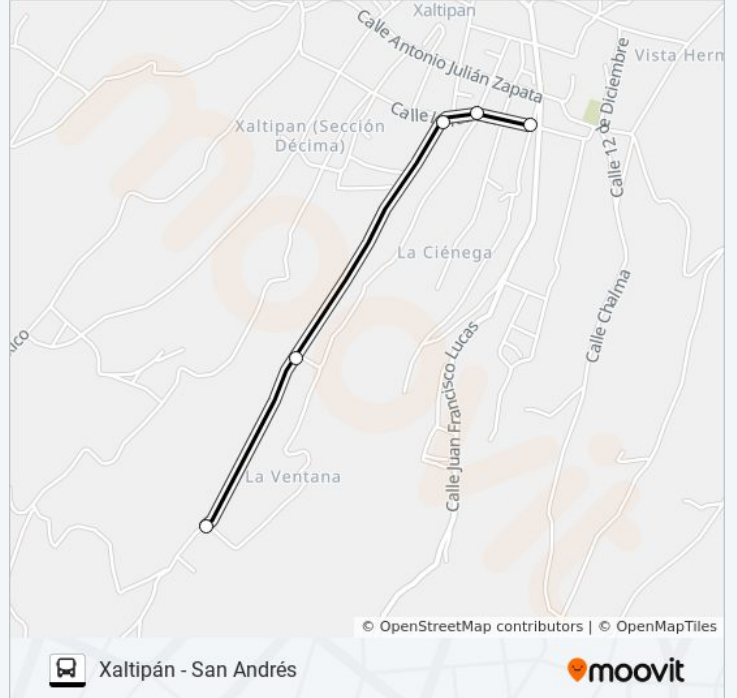 Xaltipan
Calle Antonio Julián Zapata
Vista Herm
Calle 12 de Diciembre
Xaltipan (Sección
Décima)
La Ciénega
Calle Chalma
Calle Juan Francisco Lucas
La Ventana
© OpenStreetMap contributors | © OpenMapTiles
Xaltipán - San Andrés
moovit